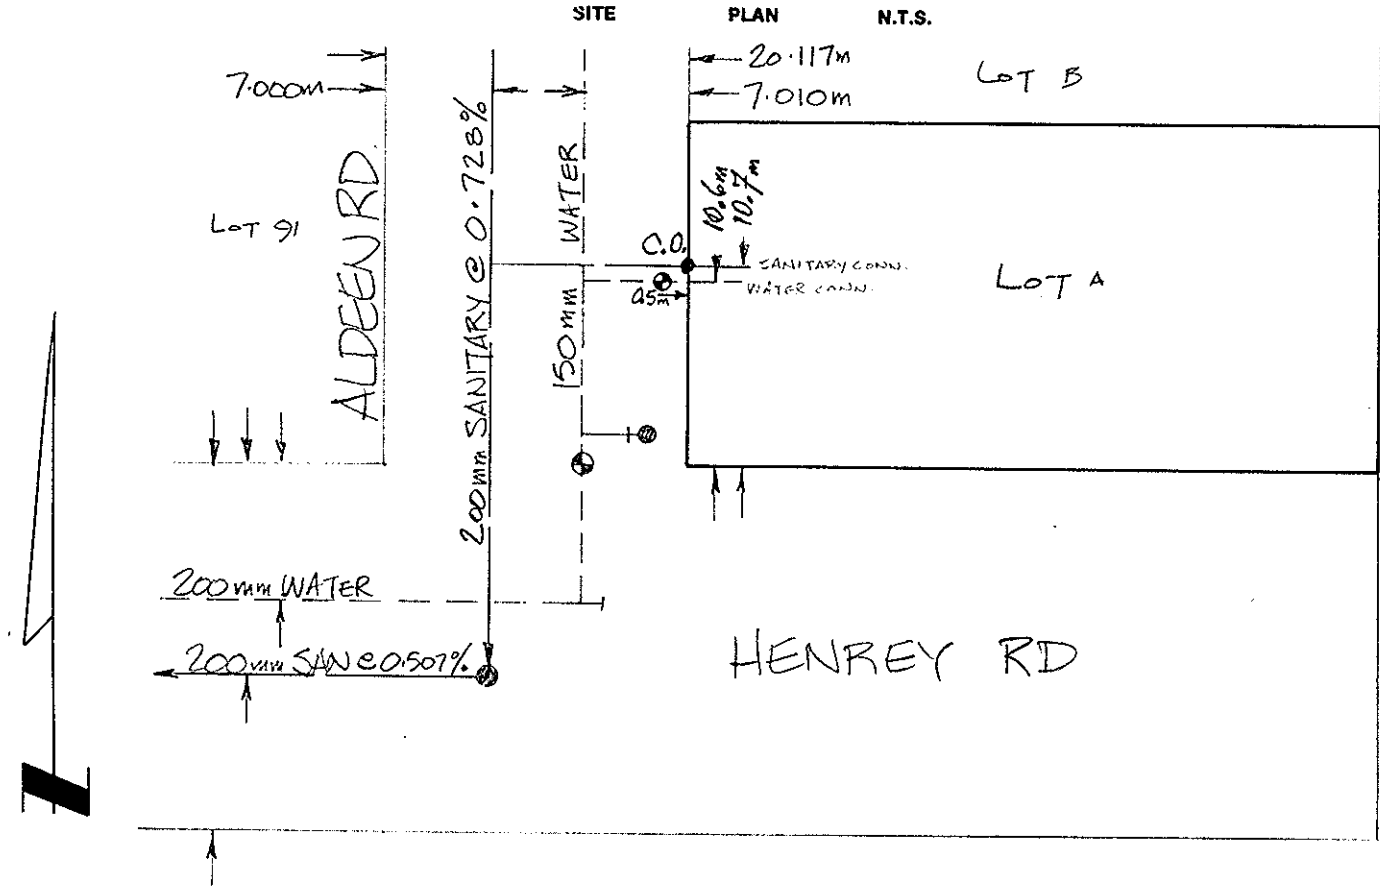 SITE PLAN N.T.S.
20.117m
7.000m
7.010m
LOT B
ALDEEN RD.
LOT 91
200mm SANITARY @ 0.728%
150mm WATER
10.6m
10.7m
C.O.
SANITARY CONN.
WATER CONN.
0.5m
LOT A
200mm WATER
200mm SAN @ 0.507%
HENREY RD